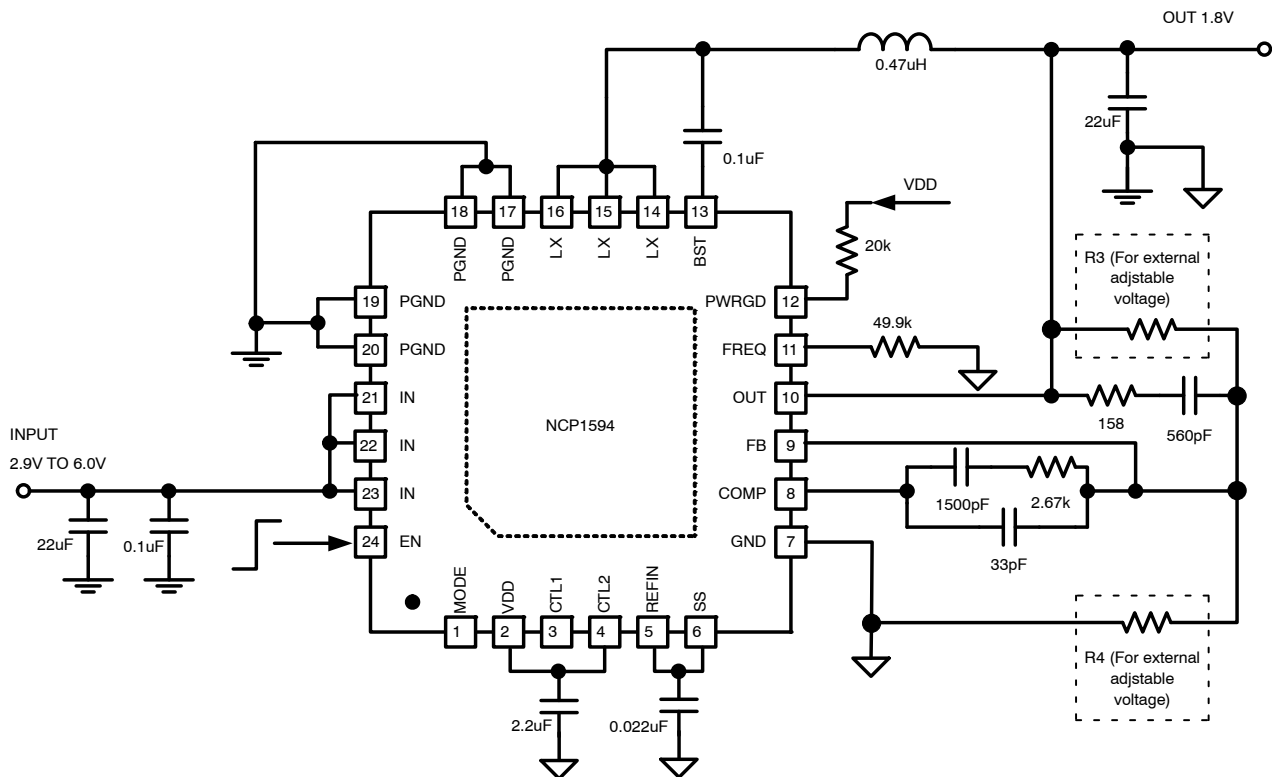 OUT 1.8V
0.47uH
22uF
0.1uF
VDD
20k
18
17
16
15
14
13
PGND
PGND
LX
LX
LX
BST
R3 (For external
adjstable
voltage)
19
PGND
PWRGD
12
49.9k
20
PGND
FREQ
11
21
IN
OUT
10
158
560pF
INPUT
2.9V TO 6.0V
22
IN
NCP1594
FB
9
23
IN
COMP
8
1500pF
2.67k
22uF
0.1uF
24
EN
GND
7
33pF
MODE
VDD
CTL1
CTL2
REFIN
SS
1
2
3
4
5
6
R4 (For external
adjstable
voltage)
2.2uF
0.022uF